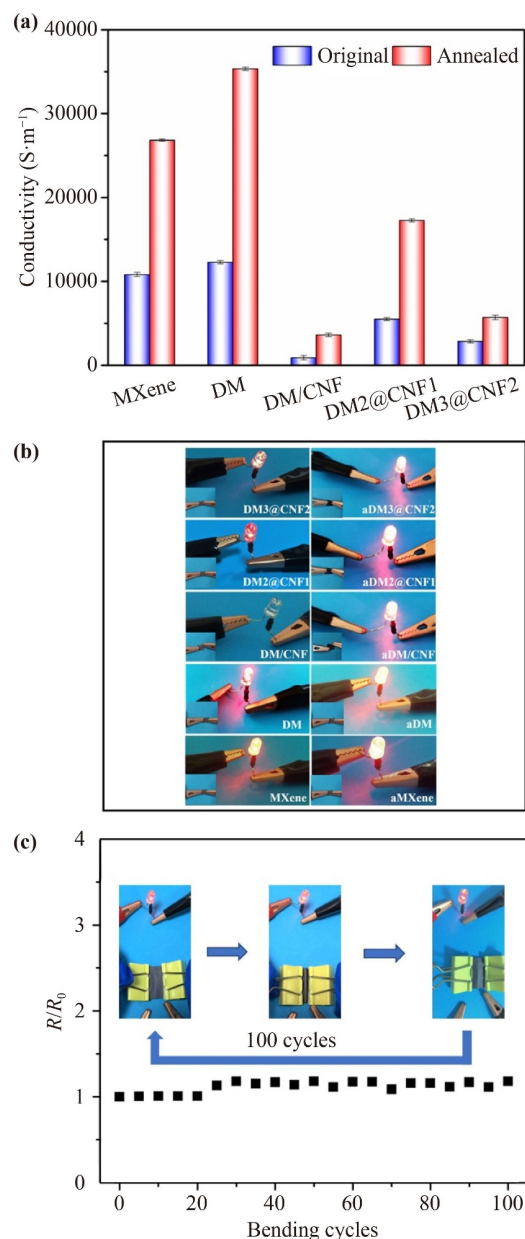 (a)
40000
30000
20000
10000
0
Conductivity (S·m⁻¹)
Original
Annealed
MXene
DM
DM/CNF
DM2@CNF1
DM3@CNF2
(b)
DM3@CNF2
aDM3@CNF2
DM2@CNF1
aDM2@CNF1
DM/CNF
aDM/CNF
DM
aDM
MXene
aMXene
(c)
4
3
2
1
0
R/R₀
100 cycles
0 20 40 60 80 100
Bending cycles